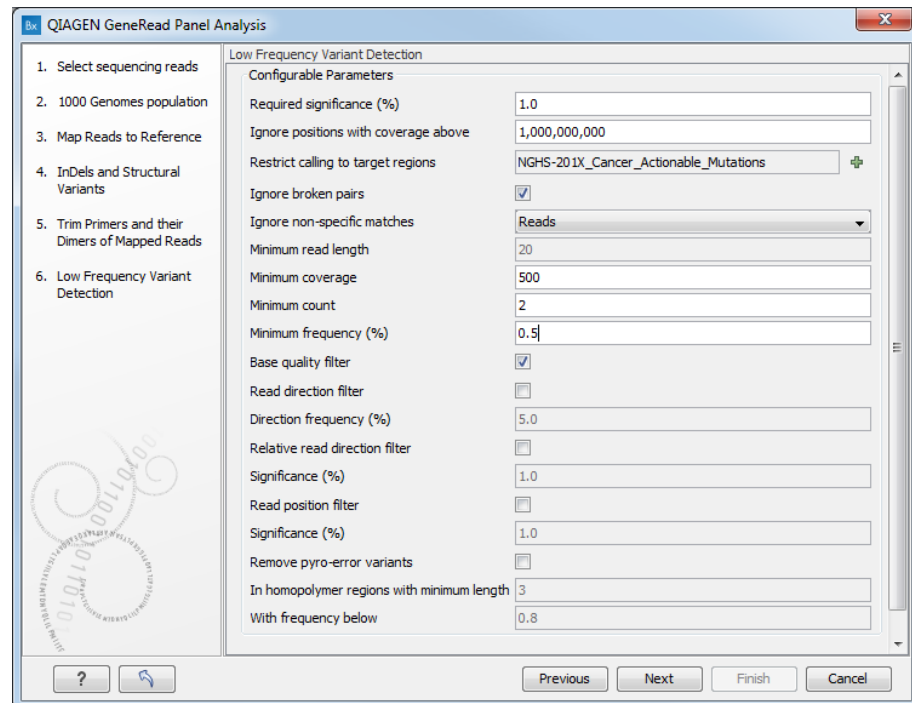 Bx QIAGEN GeneRead Panel Analysis
1. Select sequencing reads
2. 1000 Genomes population
3. Map Reads to Reference
4. InDels and Structural
Variants
5. Trim Primers and their
Dimers of Mapped Reads
6. Low Frequency Variant
Detection
Low Frequency Variant Detection
Configurable Parameters
Required significance (%) 1.0
Ignore positions with coverage above 1,000,000,000
Restrict calling to target regions NGHS-201X_Cancer_Actionable_Mutations
Ignore broken pairs
Ignore non-specific matches Reads
Minimum read length 20
Minimum coverage 500
Minimum count 2
Minimum frequency (%) 0.5
Base quality filter
Read direction filter
Direction frequency (%) 5.0
Relative read direction filter
Significance (%) 1.0
Read position filter
Significance (%) 1.0
Remove pyro-error variants
In homopolymer regions with minimum length 3
With frequency below 0.8
? Previous Next Finish Cancel